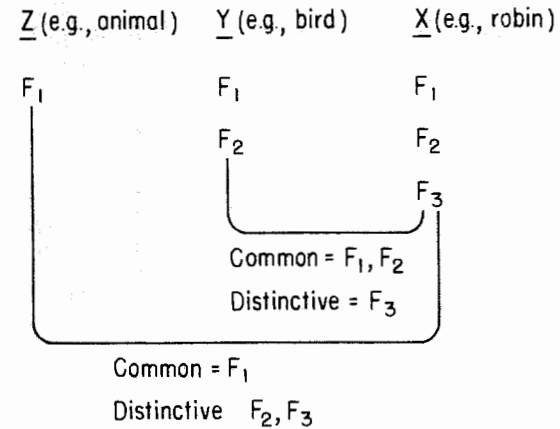 Z (e.g., animal) Y (e.g., bird) X (e.g., robin)
F₁ F₁ F₁
F₂ F₂
F₃
Common = F₁, F₂
Distinctive = F₃
Common = F₁
Distinctive F₂, F₃